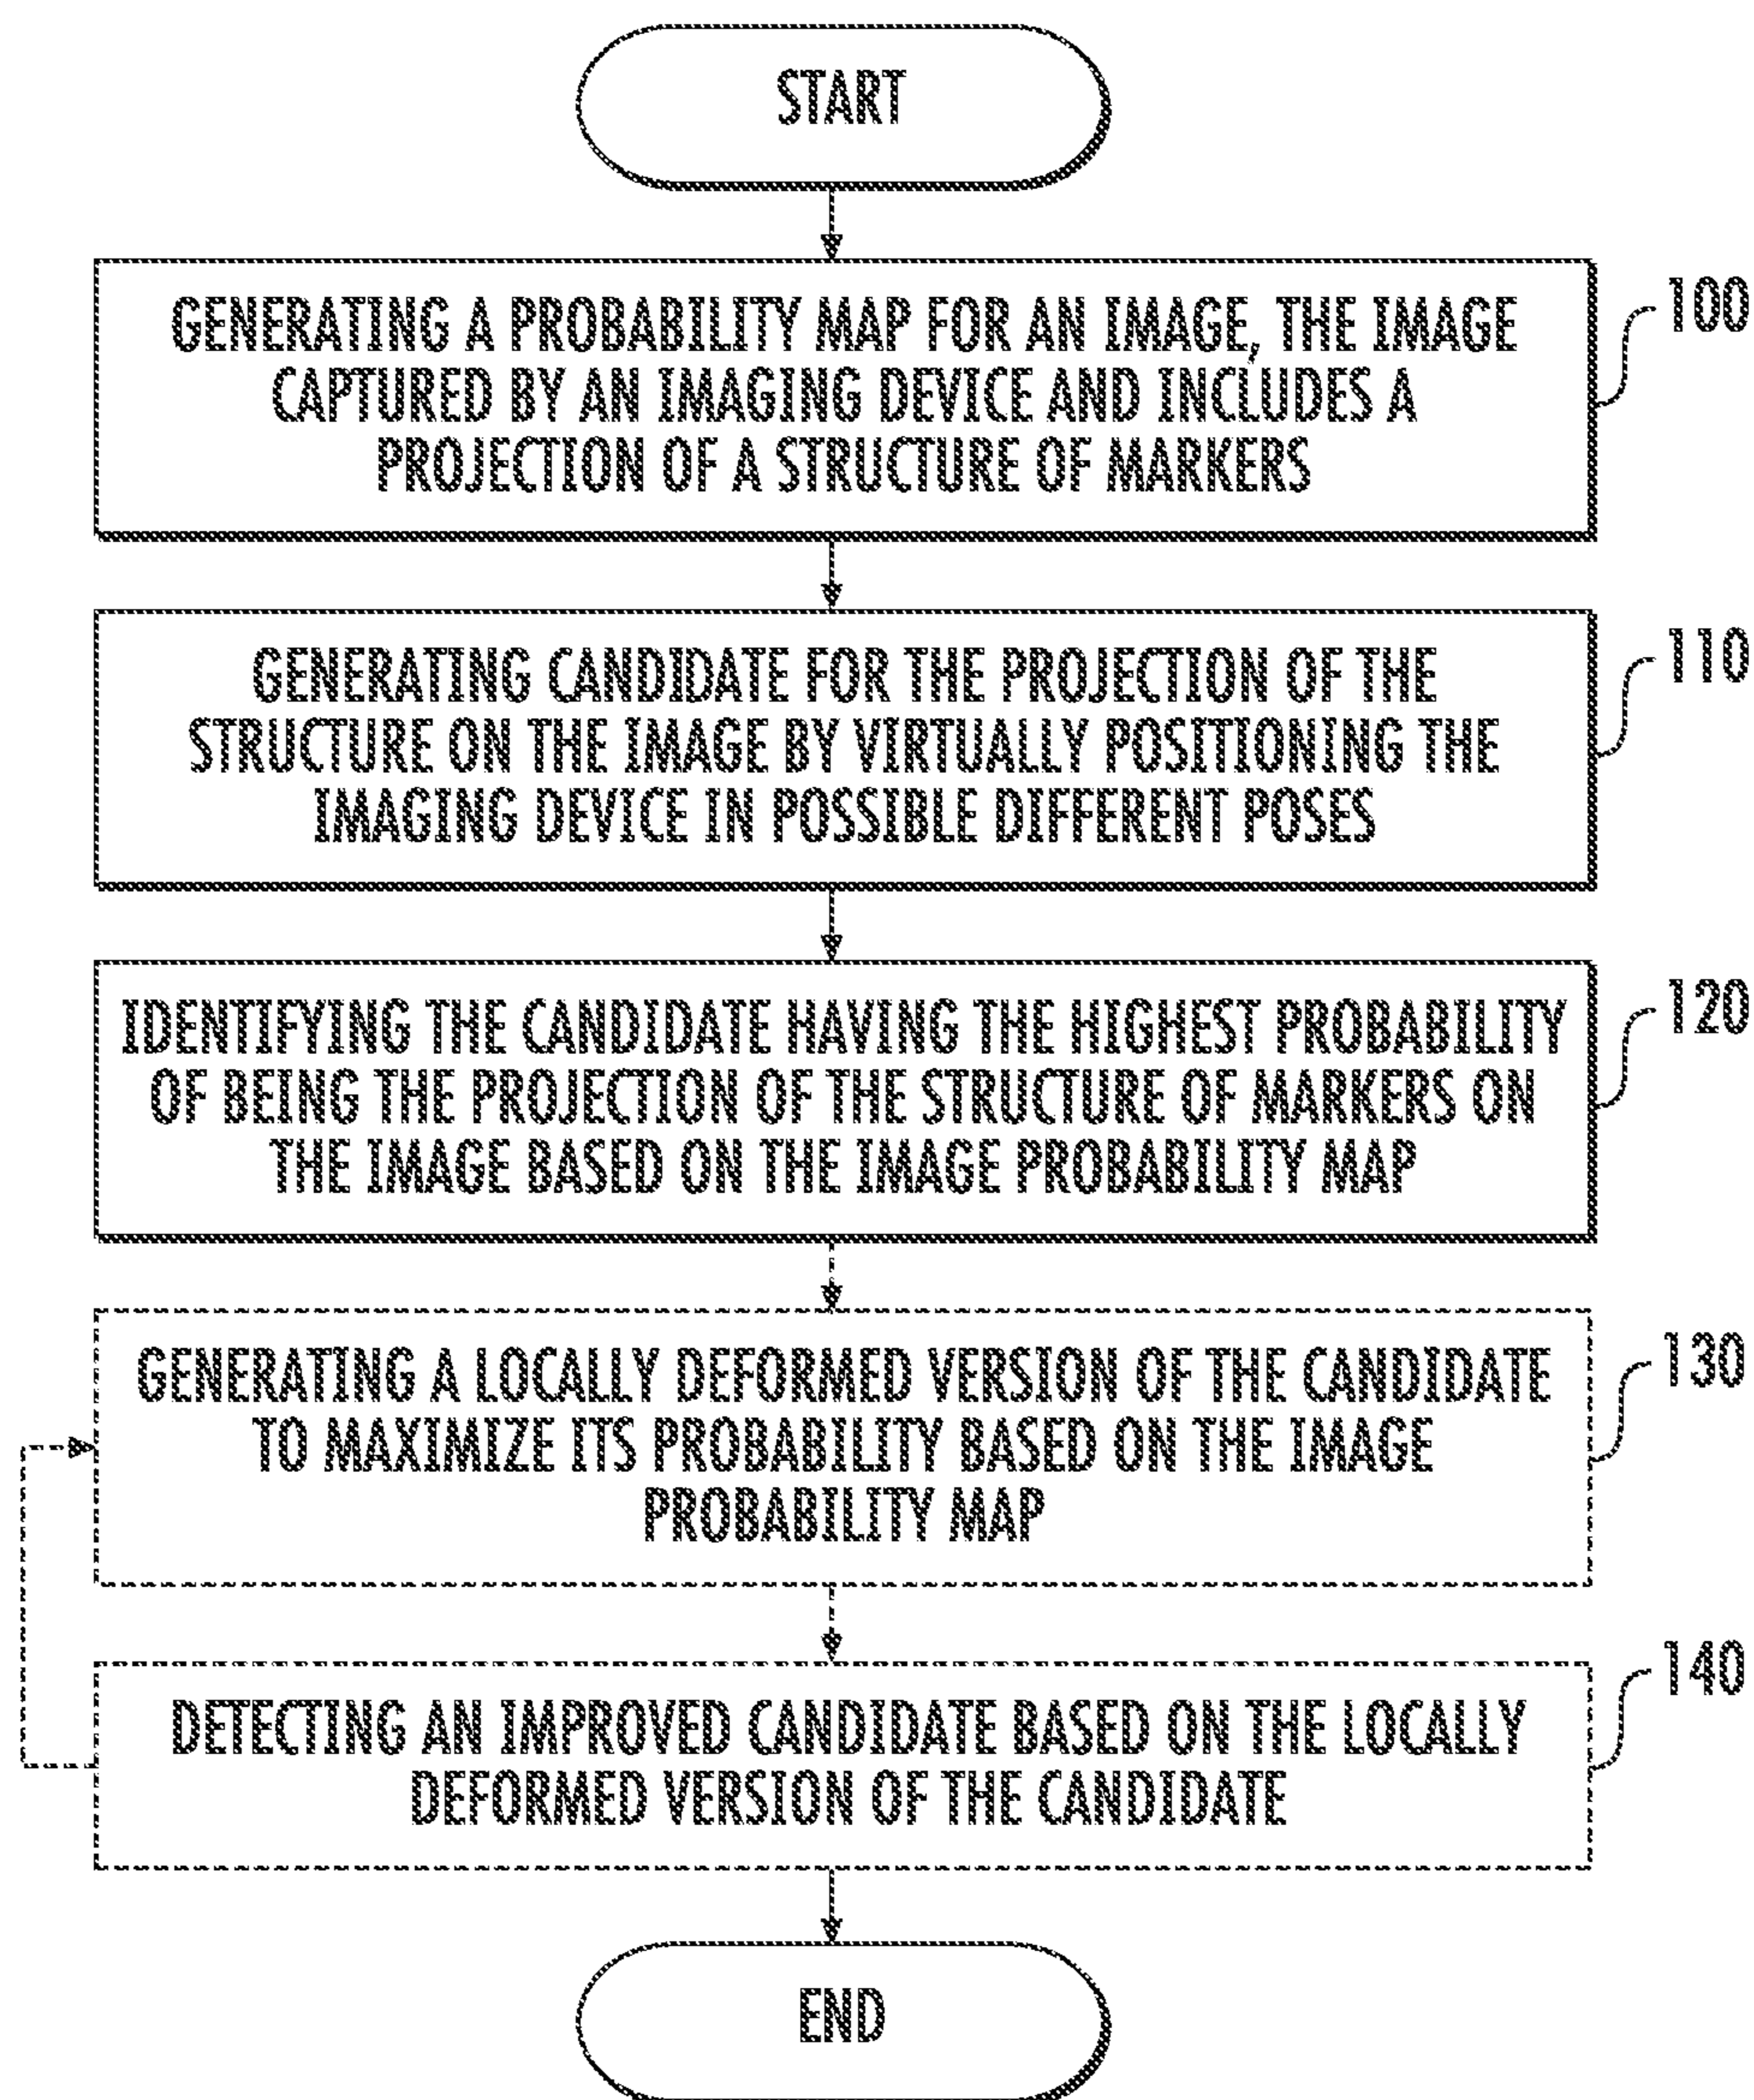 START
GENERATING A PROBABILITY MAP FOR AN IMAGE, THE IMAGE
CAPTURED BY AN IMAGING DEVICE AND INCLUDES A
PROJECTION OF A STRUCTURE OF MARKERS
100
GENERATING CANDIDATE FOR THE PROJECTION OF THE
STRUCTURE ON THE IMAGE BY VIRTUALLY POSITIONING THE
IMAGING DEVICE IN POSSIBLE DIFFERENT POSES
110
IDENTIFYING THE CANDIDATE HAVING THE HIGHEST PROBABILITY
OF BEING THE PROJECTION OF THE STRUCTURE OF MARKERS ON
THE IMAGE BASED ON THE IMAGE PROBABILITY MAP
120
GENERATING A LOCALLY DEFORMED VERSION OF THE CANDIDATE
TO MAXIMIZE ITS PROBABILITY BASED ON THE IMAGE
PROBABILITY MAP
130
DETECTING AN IMPROVED CANDIDATE BASED ON THE LOCALLY
DEFORMED VERSION OF THE CANDIDATE
140
END